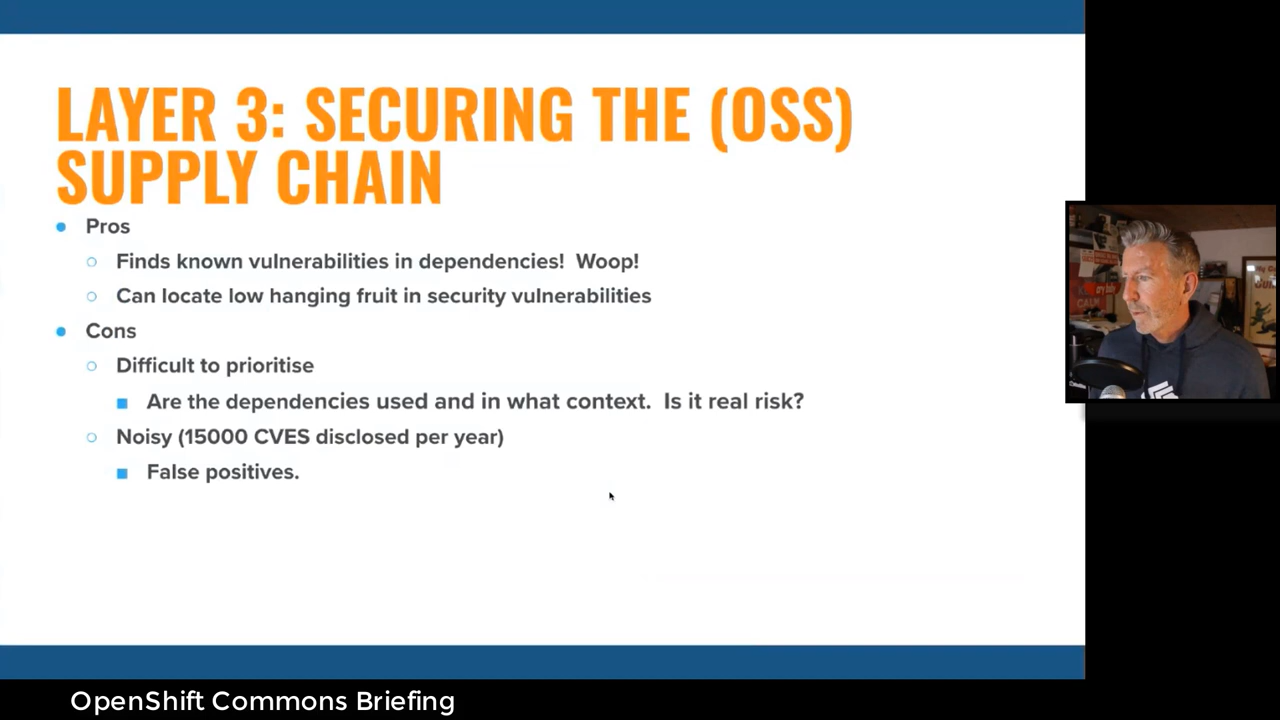 LAYER 3: SECURING THE (OSS)
SUPPLY CHAIN
Pros
Finds known vulnerabilities in dependencies!  Woop!
Can locate low hanging fruit in security vulnerabilities
Cons
Difficult to prioritise
Are the dependencies used and in what context.  Is it real risk?
Noisy (15000 CVES disclosed per year)
False positives.
OpenShift Commons Briefing